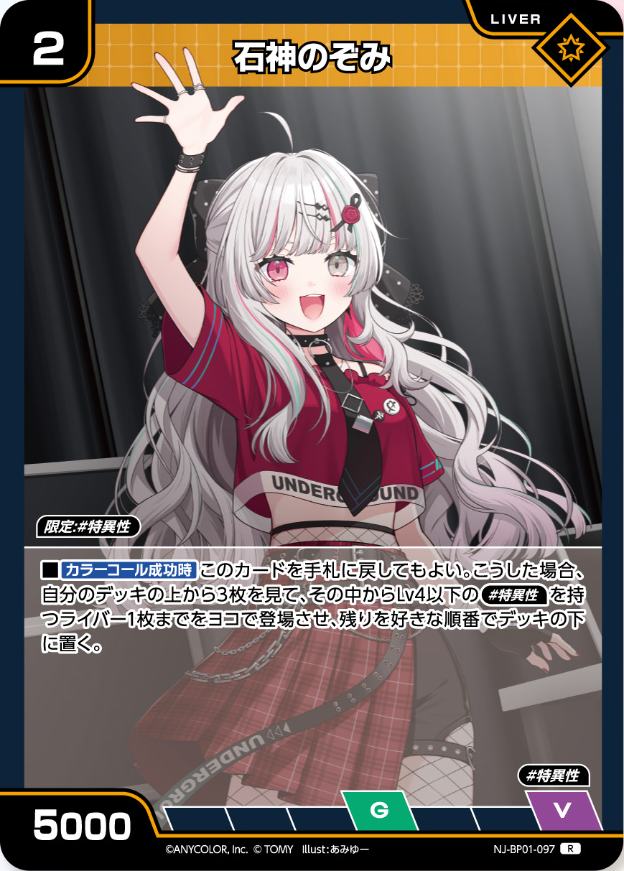 2
LIVER
石神のぞみ
UNDERGROUND
限定:#特異性
■ カラーコール成功時 このカードを手札に戻してもよい。こうした場合、
自分のデッキの上から3枚を見て、その中からLv4以下の #特異性 を持
つライバー1枚までをヨコで登場させ、残りを好きな順番でデッキの下
に置く。
UNDERGR
#特異性
5000
G
V
©ANYCOLOR, Inc. © TOMY Illust:あみゆー
NJ-BP01-097 R